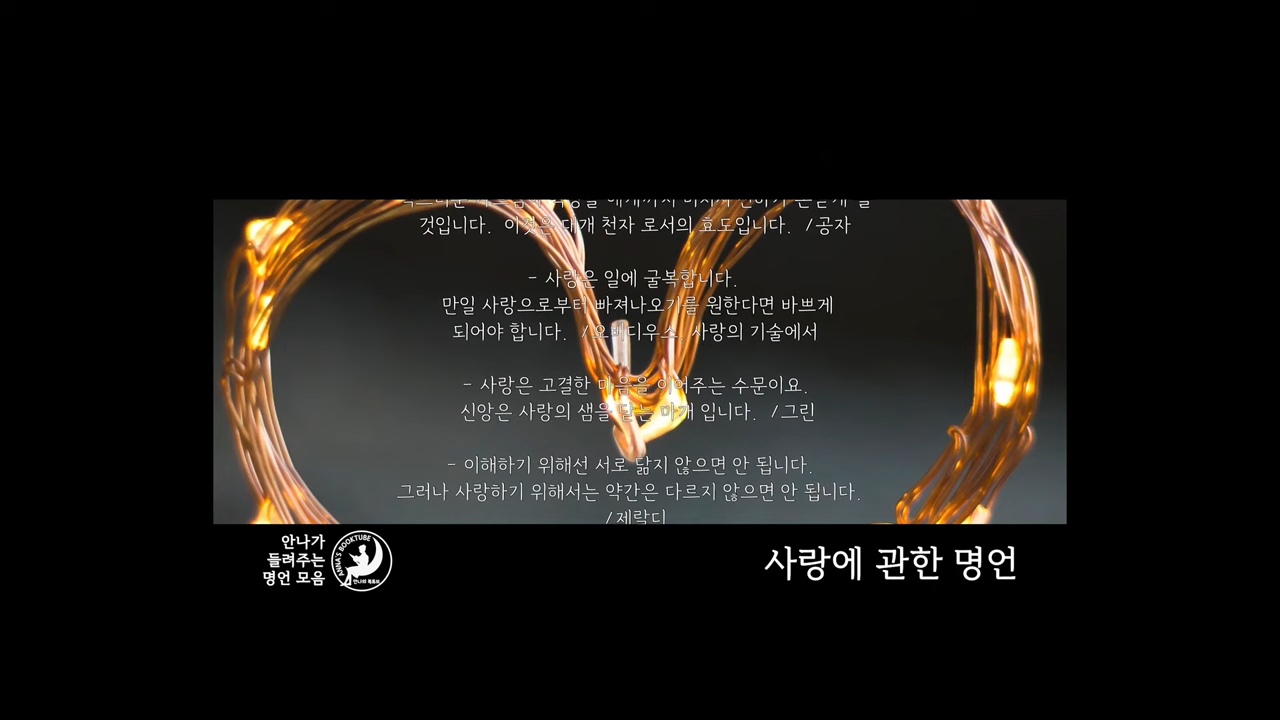 것입니다. 이것은 대개 천자 로서의 효도입니다. /공자
- 사랑은 일에 굴복합니다.
만일 사랑으로부터 빠져나오기를 원한다면 바쁘게
되어야 합니다. /오비디우스. 사랑의 기술에서
- 사랑은 고결한 마음을 이어주는 수문이요.
신앙은 사랑의 샘을 닫는 마개 입니다. /그린
- 이해하기 위해선 서로 닮지 않으면 안 됩니다.
그러나 사랑하기 위해서는 약간은 다르지 않으면 안 됩니다.
/제랄디
안나가
들려주는
명언 모음
ANNA'S BOOKTUBE
안나의 북튜브
사랑에 관한 명언